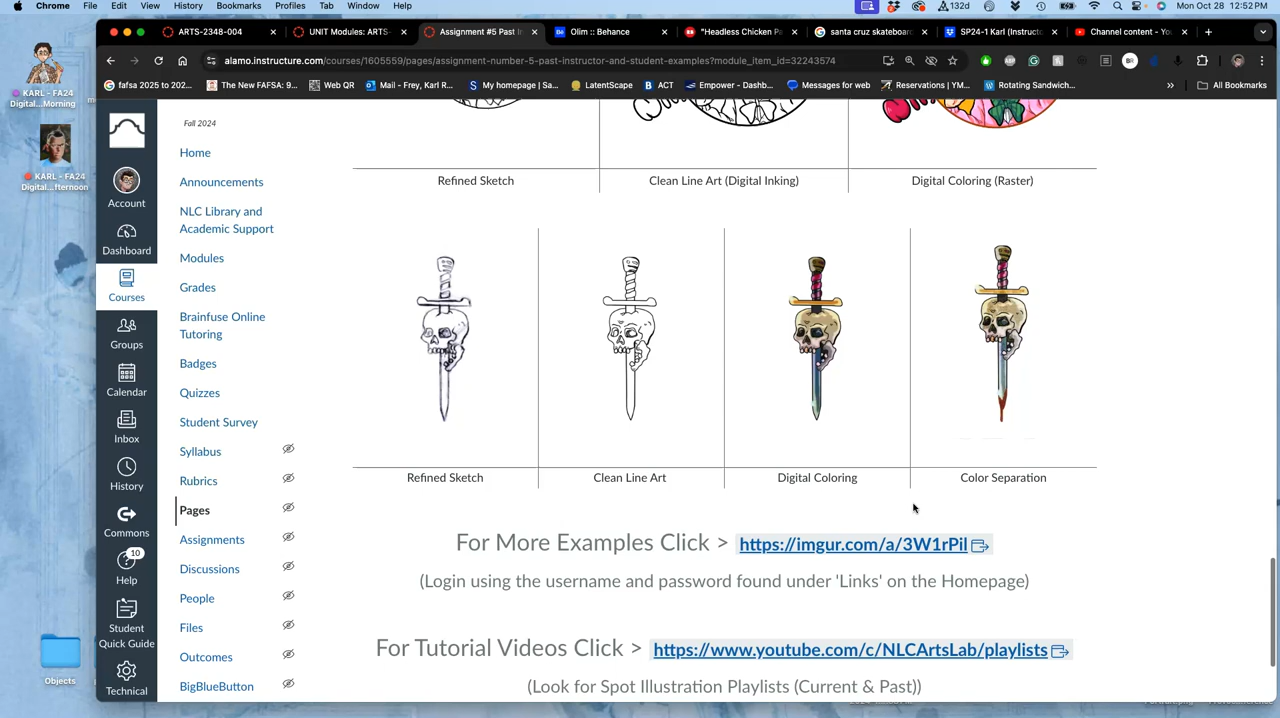 Chrome File Edit View History Bookmarks Profiles Tab Window Help 132d Mon Oct 28 12:52 PM
ARTS-2348-004 UNIT Modules: ARTS- Assignment #5 Past In Olim :: Behance "Headless Chicken Pa santa cruz skateboar SP24-1 Karl (Instruct Channel content - You
alamo.instructure.com/courses/1605559/pages/assignment-number-5-past-instructor-and-student-examples?module_item_id=32243574
fafsa 2025 to 202... The New FAFSA: 9... Web QR Mail - Frey, Karl R... My homepage | Sa... LatentScape ACT Empower - Dashb... Messages for web Reservations | YM... Rotating Sandwich... All Bookmarks
KARL - FA24
Digital...Morning
KARL - FA24
Digital...fternoon
Objects
Account
Dashboard
Courses
Groups
Calendar
Inbox
History
Commons
10
Help
Student
Quick Guide
Technical
Fall 2024
Home
Announcements
NLC Library and
Academic Support
Modules
Grades
Brainfuse Online
Tutoring
Badges
Quizzes
Student Survey
Syllabus
Rubrics
Pages
Assignments
Discussions
People
Files
Outcomes
BigBlueButton
Refined Sketch Clean Line Art (Digital Inking) Digital Coloring (Raster)
Refined Sketch Clean Line Art Digital Coloring Color Separation
For More Examples Click > https://imgur.com/a/3W1rPil
(Login using the username and password found under 'Links' on the Homepage)
For Tutorial Videos Click > https://www.youtube.com/c/NLCArtsLab/playlists
(Look for Spot Illustration Playlists (Current & Past))